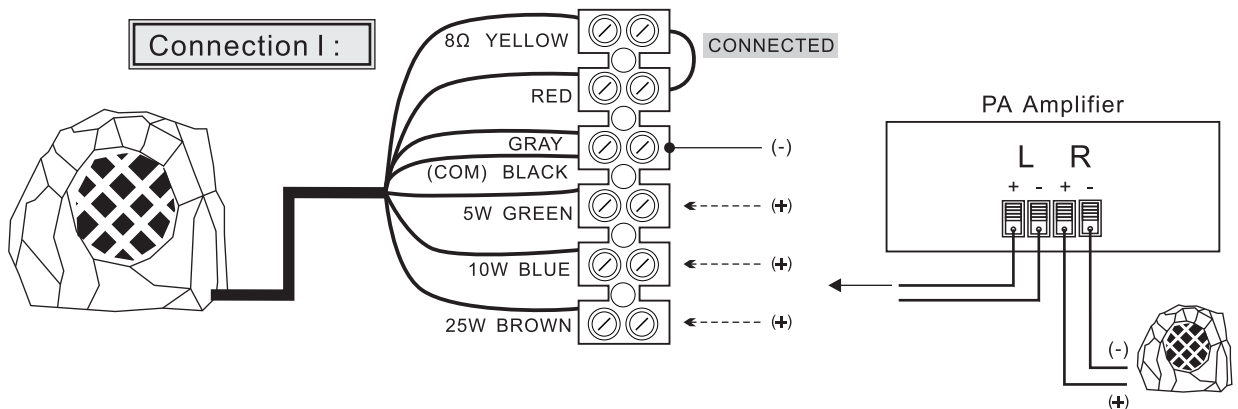 Connection I :
8Ω YELLOW
CONNECTED
RED
GRAY
(-)
(COM) BLACK
5W GREEN
(+)
10W BLUE
(+)
25W BROWN
(+)
PA Amplifier
L R
+ - + -
(-)
(+)